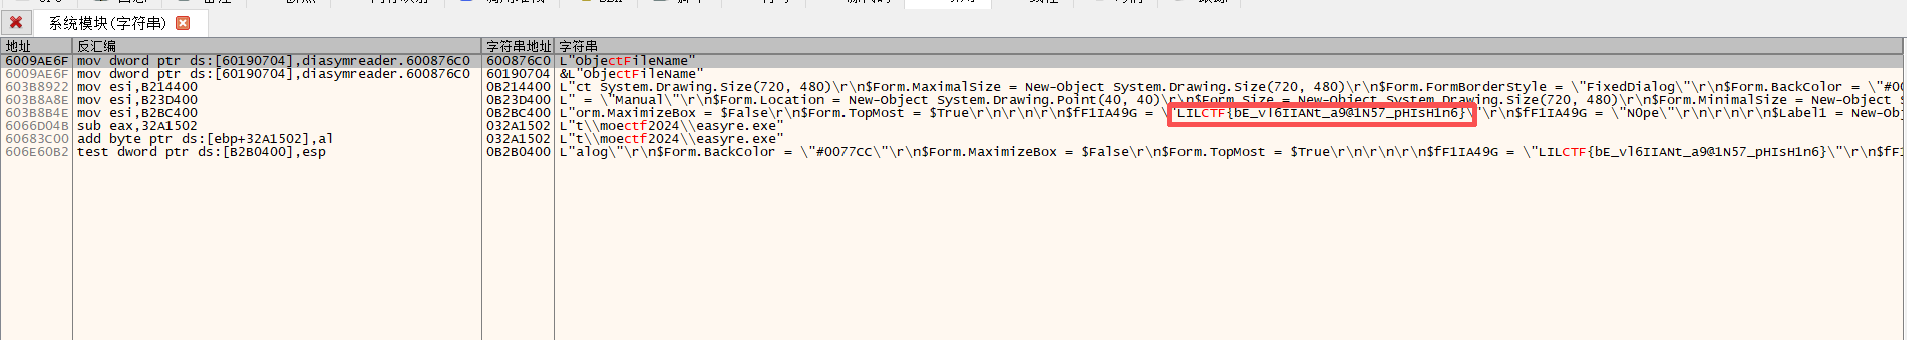 系统模块(字符串)
地址 反汇编 字符串地址 字符串
6009AE6F mov dword ptr ds:[60190704],diasymreader.600876C0 600876C0 L"ObjectFileName"
6009AE6F mov dword ptr ds:[60190704],diasymreader.600876C0 60190704 &L"ObjectFileName"
603B8922 mov esi,B214400 0B214400 L"ct System.Drawing.Size(720, 480)\r\n$Form.MaximalSize = New-Object System.Drawing.Size(720, 480)\r\n$Form.FormBorderStyle = \"FixedDialog\"\r\n$Form.BackColor = \"#00
603B8A8E mov esi,B23D400 0B23D400 L" = \"Manual\"\r\n$Form.Location = New-Object System.Drawing.Point(40, 40)\r\n$Form.Size = New-Object System.Drawing.Size(720, 480)\r\n$Form.MinimalSize = New-Object S
603B8B4E mov esi,B2BC400 0B2BC400 L"orm.MaximizeBox = $False\r\n$Form.TopMost = $True\r\n\r\n\r\n\r\n$fF1IA49G = \"LILCTF{bE_vl6IIANt_a9@1N57_pHIsH1n6}\"\r\n$fF1IA49G = \"N0pe\"\r\n\r\n\r\n\r\n$Label1 = New-Obj
6066D04B sub eax,32A1502 032A1502 L"t\\moectf2024\\easyre.exe"
60683C00 add byte ptr ds:[ebp+32A1502],al 032A1502 L"t\\moectf2024\\easyre.exe"
606E60B2 test dword ptr ds:[B2B0400],esp 0B2B0400 L"alog\"\r\n$Form.BackColor = \"#0077CC\"\r\n$Form.MaximizeBox = $False\r\n$Form.TopMost = $True\r\n\r\n\r\n\r\n$fF1IA49G = \"LILCTF{bE_vl6IIANt_a9@1N57_pHIsH1n6}\"\r\n$fF1